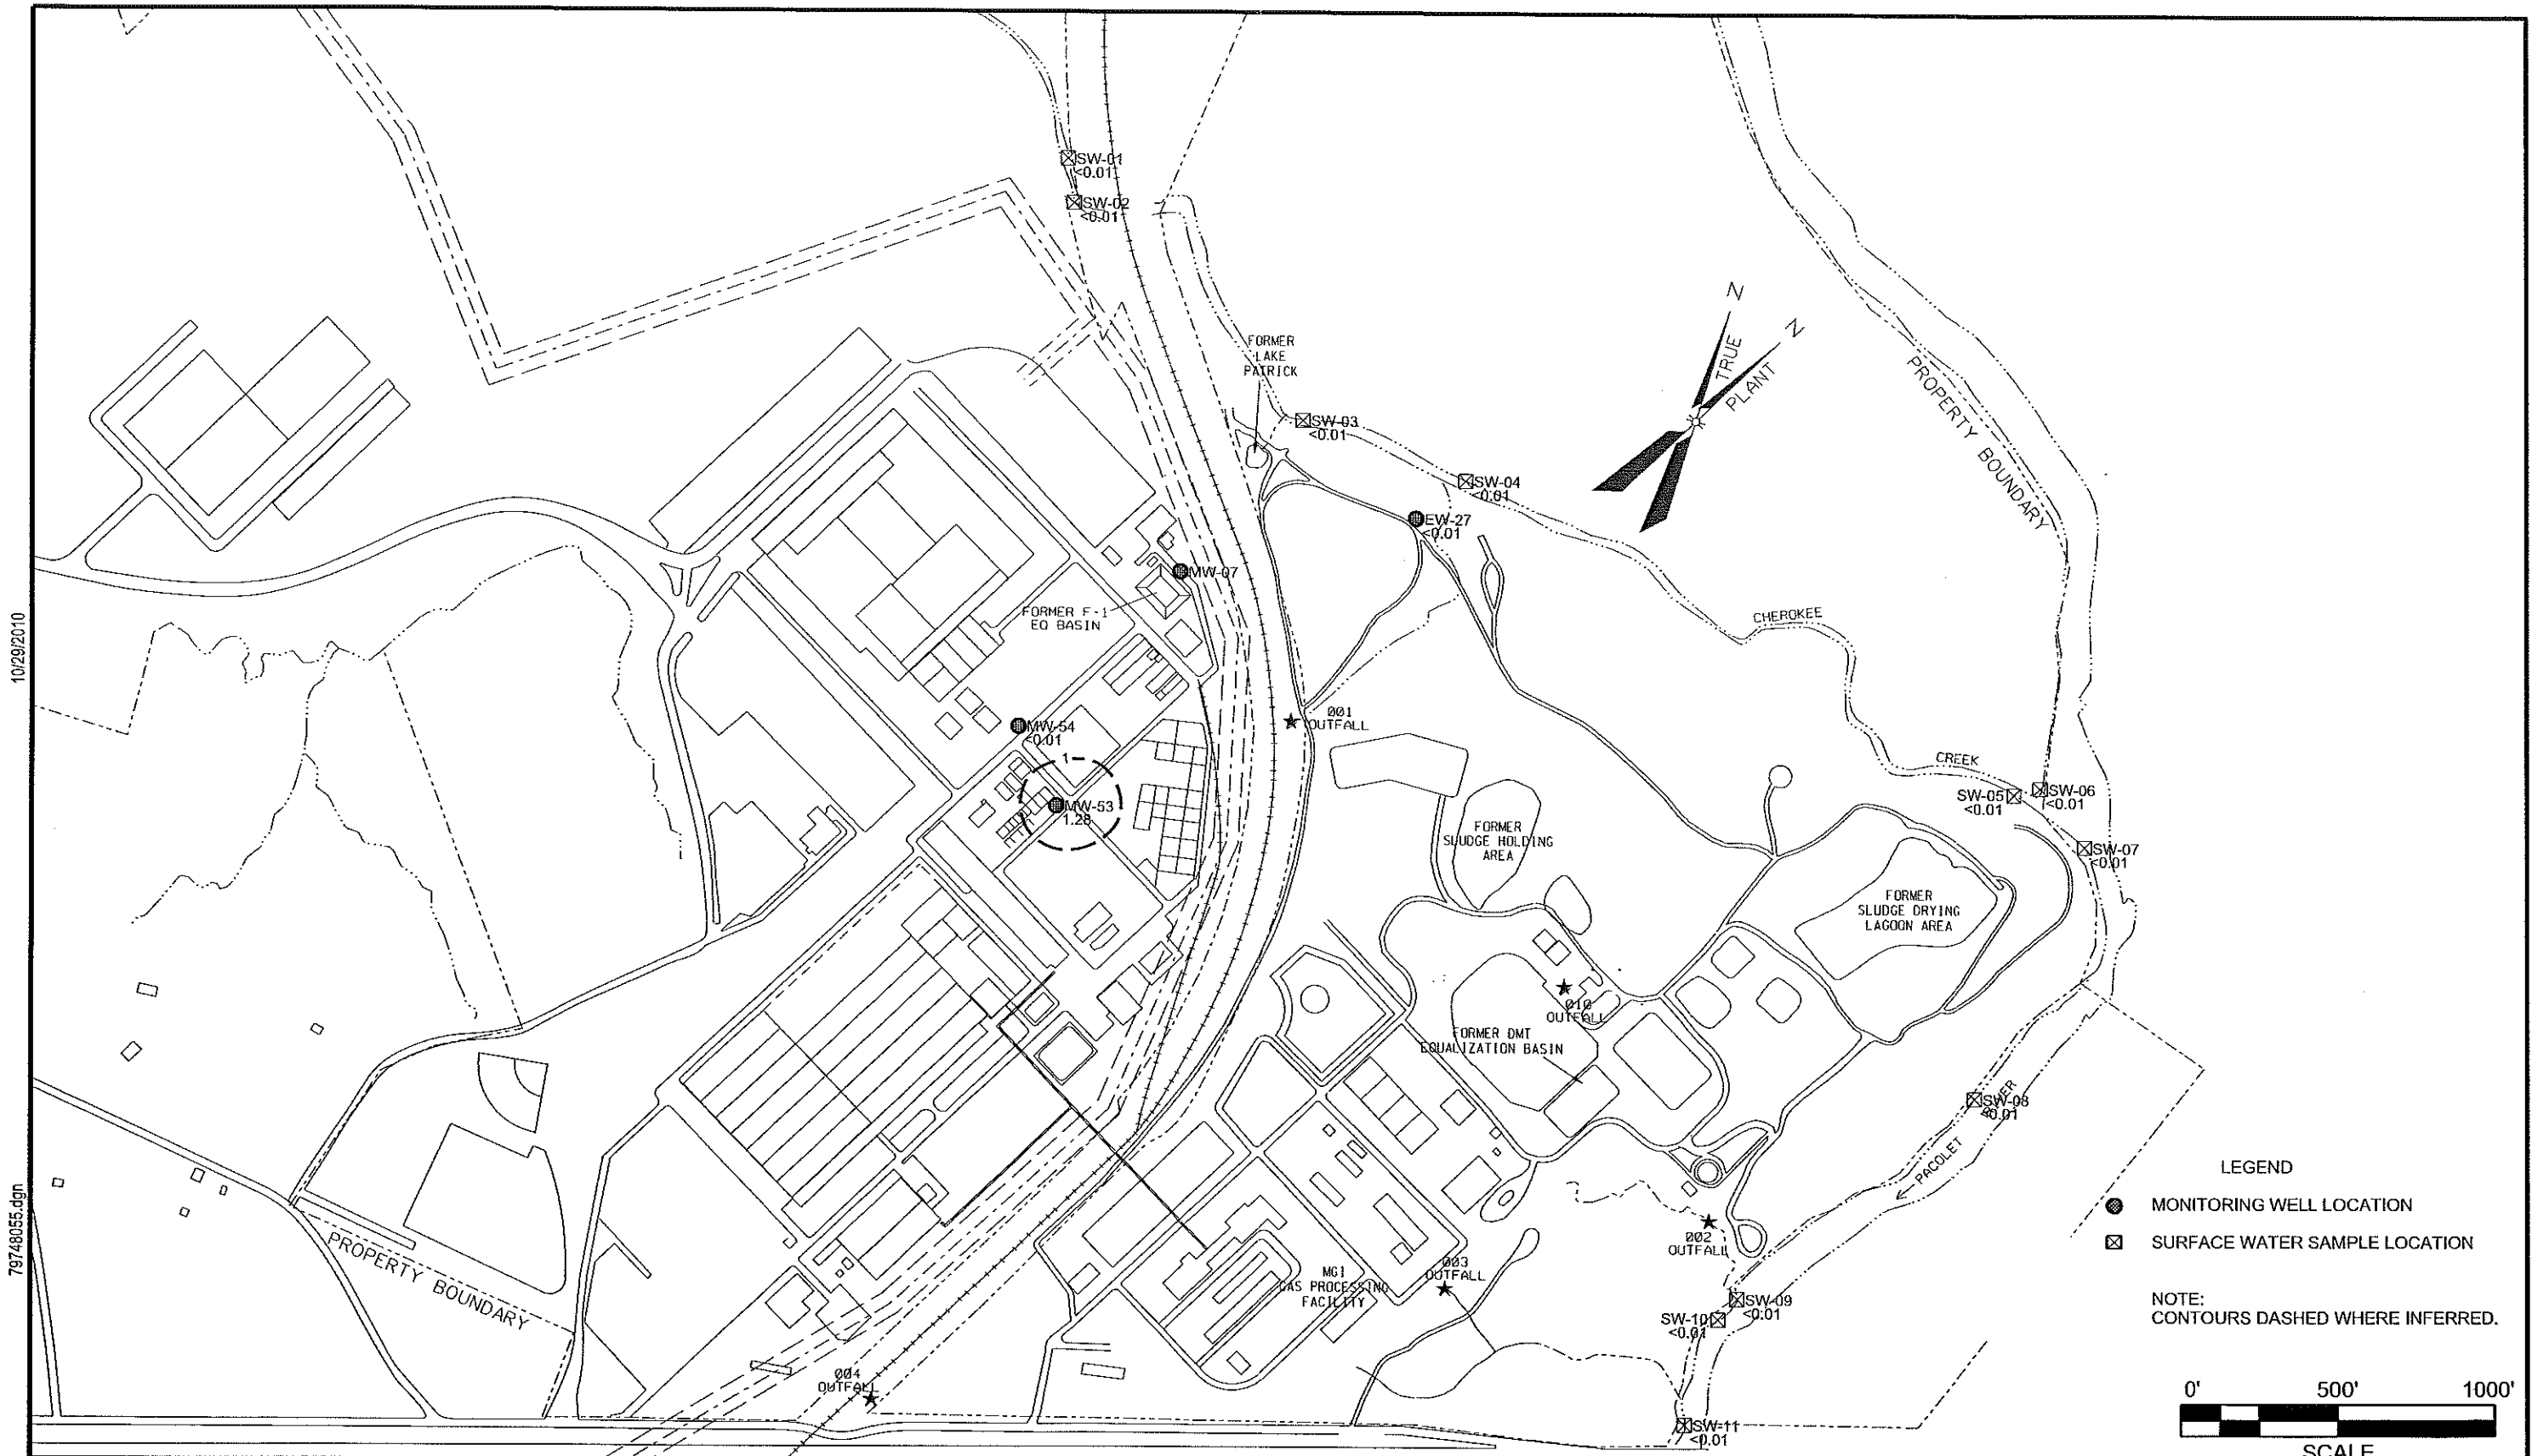 SW-01
<0.01
SW-02
<0.01
FORMER
LAKE
PATRICK
SW-03
<0.01
SW-04
<0.01
EW-27
<0.01
MW-07
FORMER F-1
EQ BASIN
N
TRUE
N
PLANT
PROPERTY BOUNDARY
CHEROKEE
CREEK
10/29/2010
MW-54
<0.01
1
MW-53
1.28
001
OUTFALL
SW-05
<0.01
SW-06
<0.01
SW-07
<0.01
FORMER
SLUDGE HOLDING
AREA
FORMER
SLUDGE DRYING
LAGOON AREA
010
OUTFALL
FORMER DMT
EQUALIZATION BASIN
RIVER
SW-08
<0.01
PACOLET
79748055.dgn
PROPERTY BOUNDARY
002
OUTFALL
003
OUTFALL
MGI
GAS PROCESSING
FACILITY
SW-09
<0.01
SW-10
<0.01
004
OUTFALL
SW-11
<0.01
LEGEND
MONITORING WELL LOCATION
SURFACE WATER SAMPLE LOCATION
NOTE:
CONTOURS DASHED WHERE INFERRED.
0' 500' 1000'
SCALE